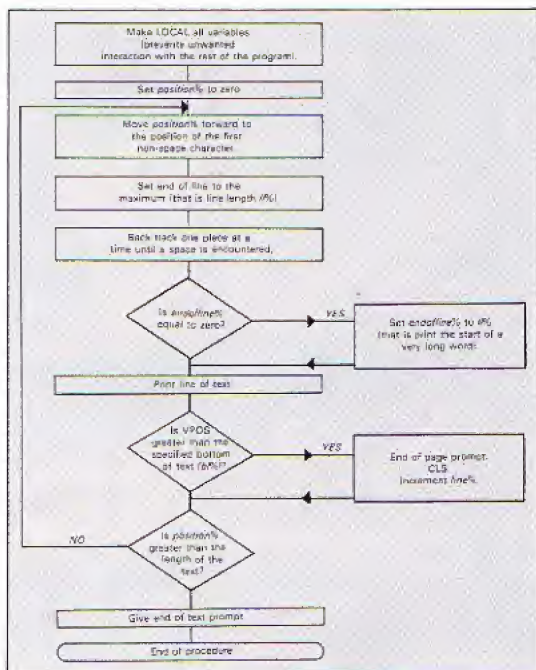 Make LOCAL all variables
(prevents unwanted
interaction with the rest of the program).
Set position% to zero
Move position% forward to
the position of the first
non-space character
Set end of line to the
maximum (that is line length ll%)
Back track one place at a
time until a space is encountered.
Is endofline%
equal to zero?
YES
Set endofline% to ll%
(that is print the start of a
very long word)
Print line of text
Is VPOS
greater than the
specified bottom
of text (bl%)?
YES
End of page prompt.
CLS
Increment line%
NO
Is position%
greater than the
length of the
text?
Give end of text prompt
End of procedure